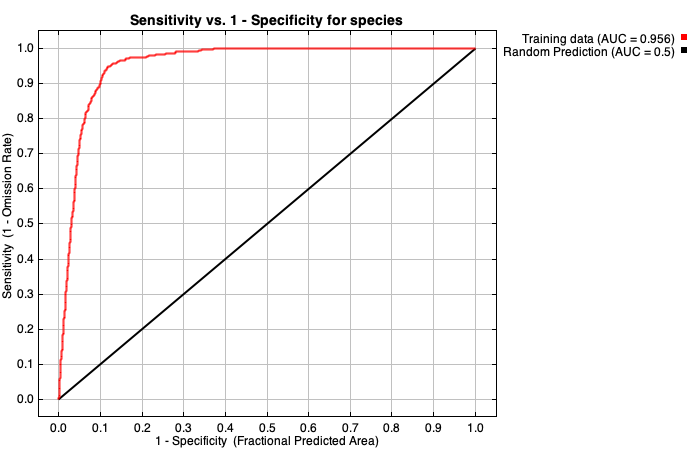 Sensitivity vs. 1 - Specificity for species
Training data (AUC = 0.956)
Random Prediction (AUC = 0.5)
Sensitivity (1 - Omission Rate)
1.0
0.9
0.8
0.7
0.6
0.5
0.4
0.3
0.2
0.1
0.0
0.0 0.1 0.2 0.3 0.4 0.5 0.6 0.7 0.8 0.9 1.0
1 - Specificity (Fractional Predicted Area)